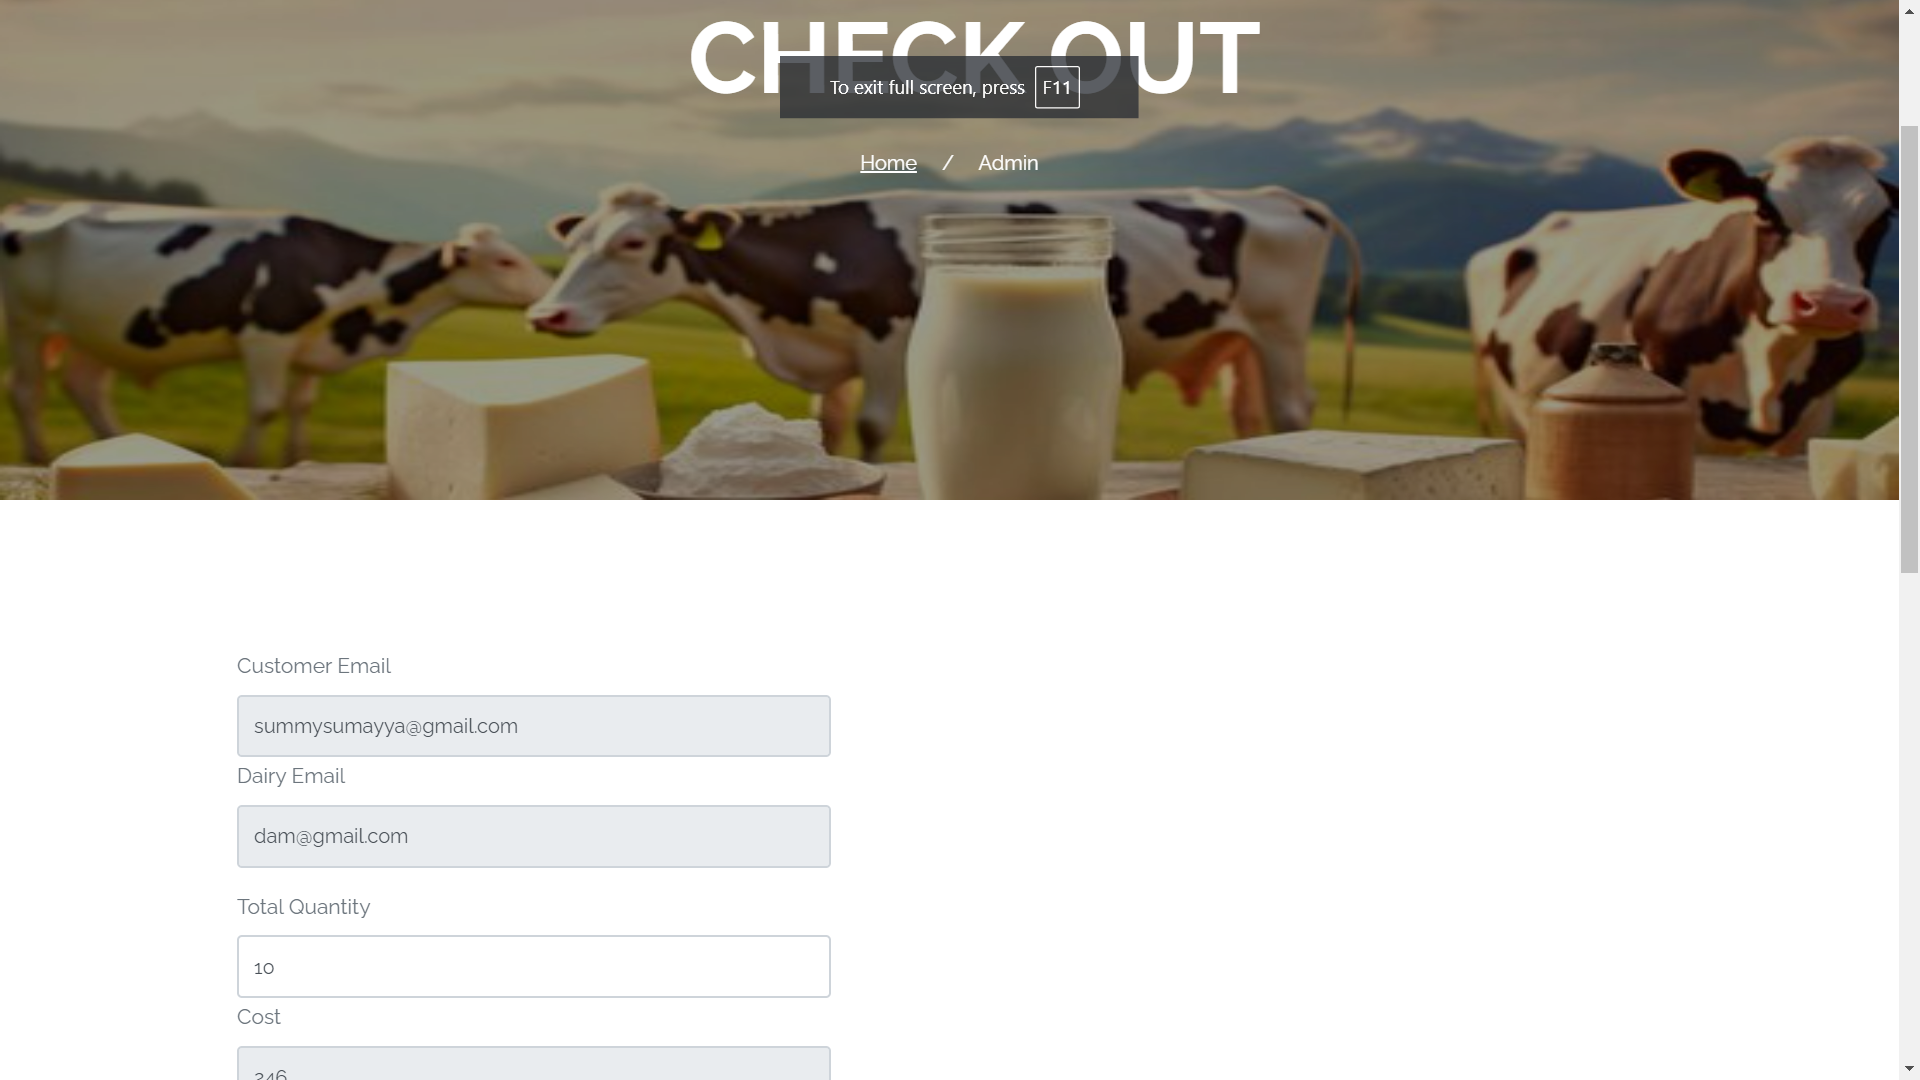 CHECK OUT
To exit full screen, press F11
Home / Admin
Customer Email
summysumayya@gmail.com
Dairy Email
dam@gmail.com
Total Quantity
10
Cost
246